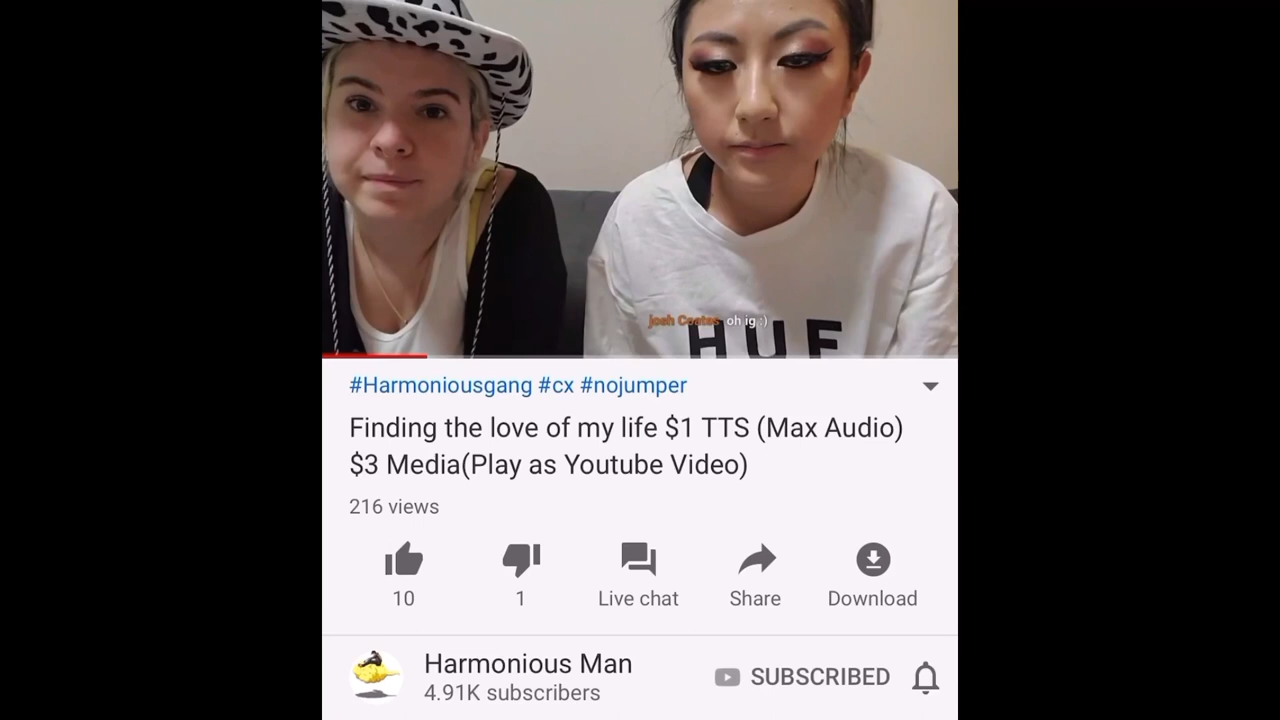 josh Coates oh ig :)
HUF
#Harmoniousgang #cx #nojumper
Finding the love of my life $1 TTS (Max Audio)
$3 Media(Play as Youtube Video)
216 views
10
1
Live chat
Share
Download
Harmonious Man
SUBSCRIBED
4.91K subscribers